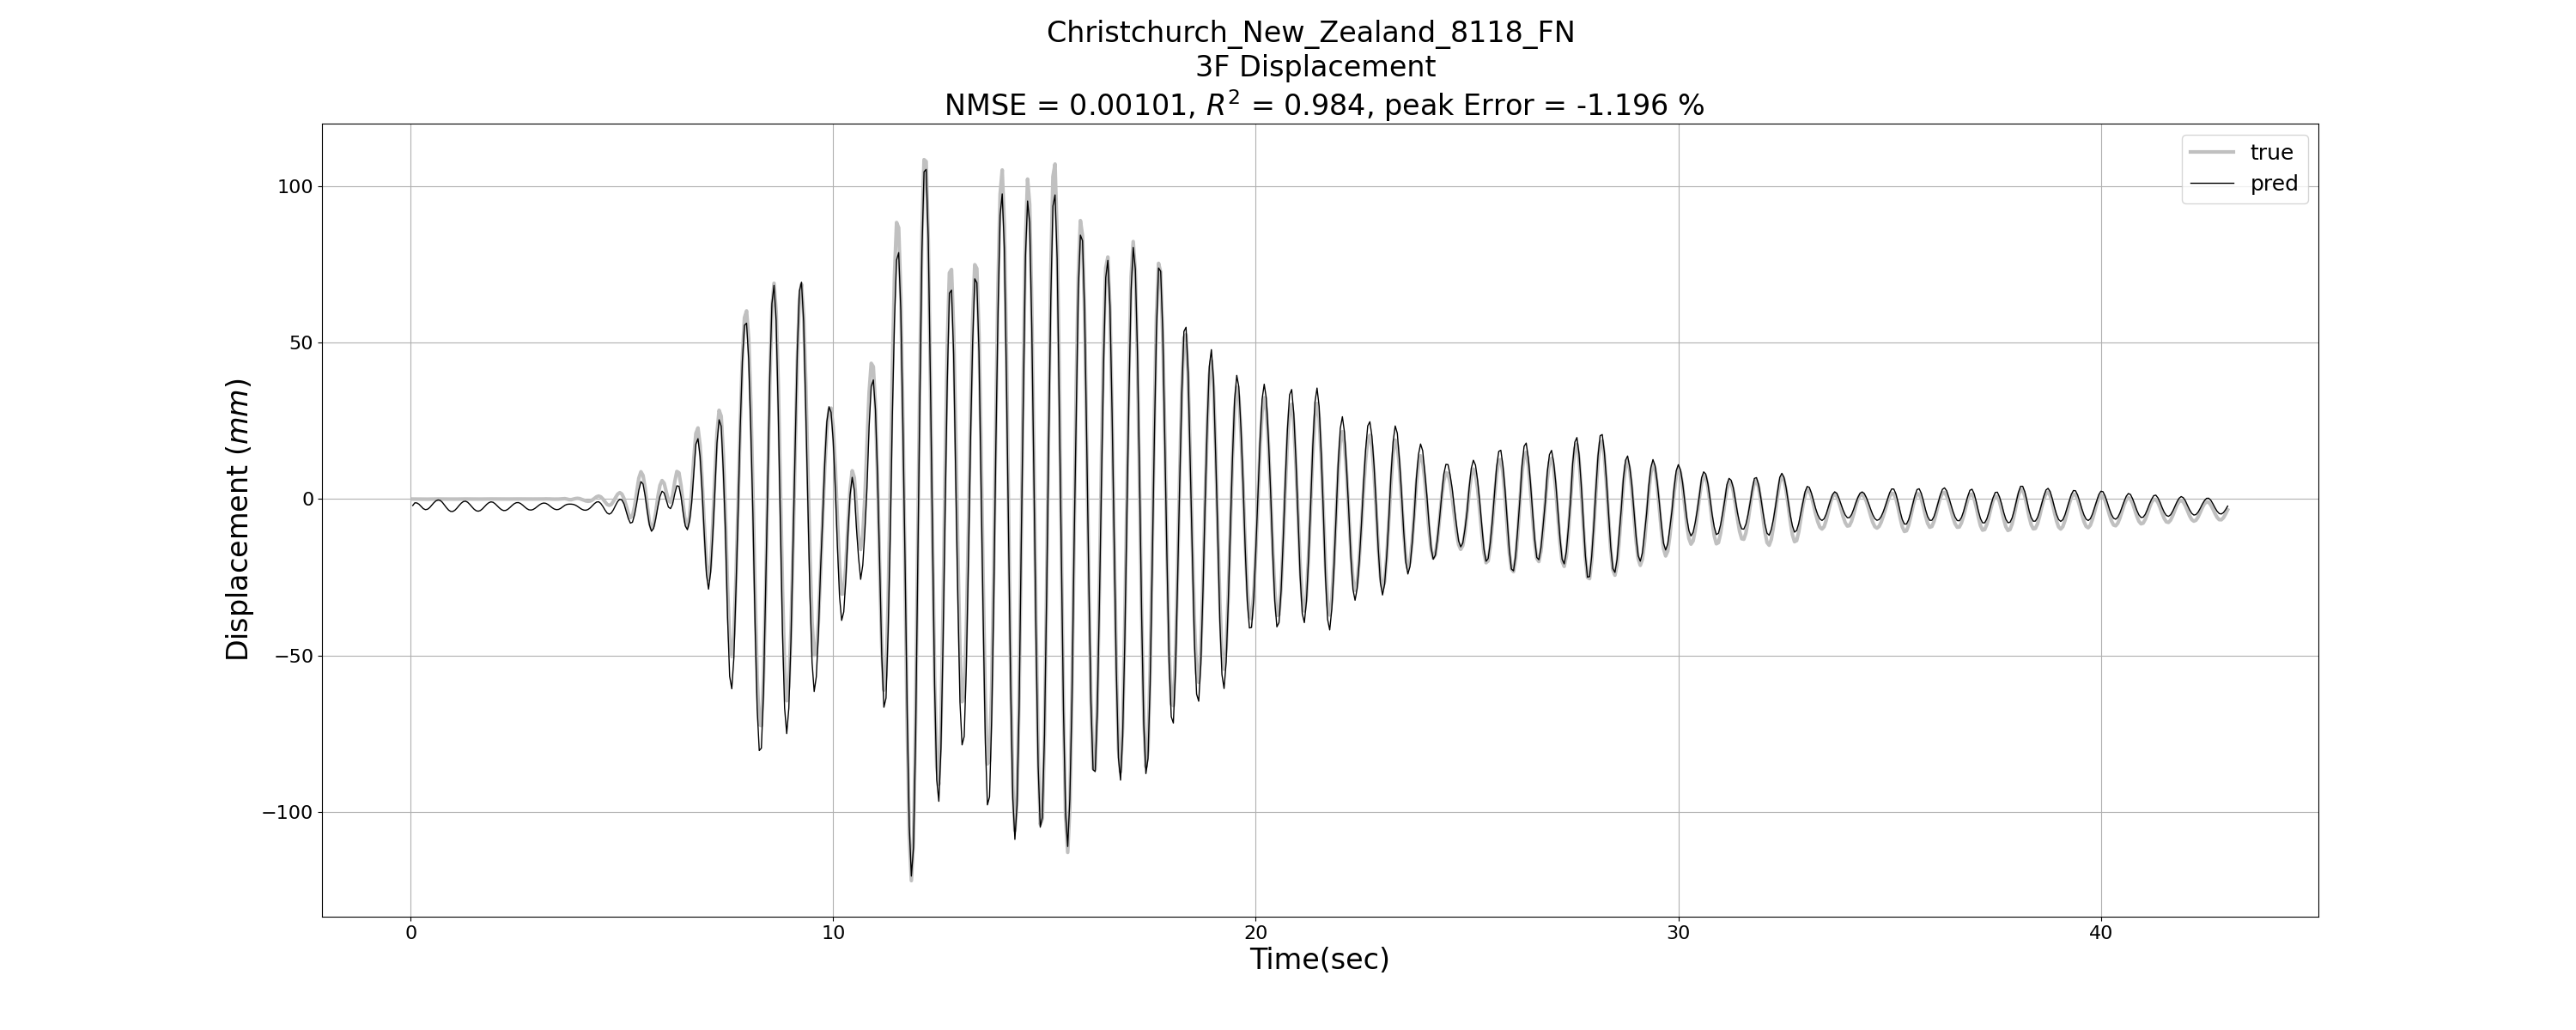 Christchurch_New_Zealand_8118_FN
3F Displacement
NMSE = 0.00101, R² = 0.984, peak Error = -1.196 %
true
pred
Displacement (mm)
100
50
0
−50
−100
0 10 20 30 40
Time(sec)